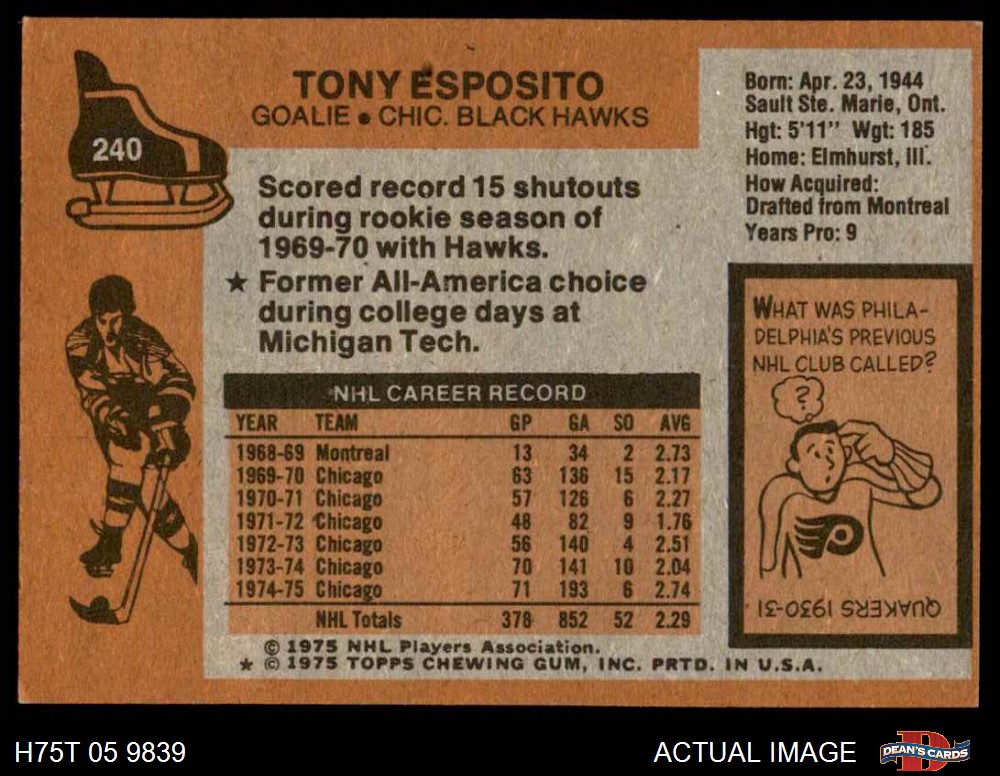 240
TONY ESPOSITO
GOALIE ● CHIC. BLACK HAWKS
Born: Apr. 23, 1944
Sault Ste. Marie, Ont.
Hgt: 5'11" Wgt: 185
Home: Elmhurst, Ill.
How Acquired:
Drafted from Montreal
Years Pro: 9
Scored record 15 shutouts
during rookie season of
1969-70 with Hawks.
★ Former All-America choice
during college days at
Michigan Tech.
NHL CAREER RECORD
YEAR TEAM GP GA SO AVG
1968-69 Montreal 13 34 2 2.73
1969-70 Chicago 63 136 15 2.17
1970-71 Chicago 57 126 6 2.27
1971-72 Chicago 48 82 9 1.76
1972-73 Chicago 56 140 4 2.51
1973-74 Chicago 70 141 10 2.04
1974-75 Chicago 71 193 6 2.74
NHL Totals 378 852 52 2.29
WHAT WAS PHILA-
DELPHIA'S PREVIOUS
NHL CLUB CALLED?
?
QUAKERS 1930-31
© 1975 NHL Players Association.
★ © 1975 TOPPS CHEWING GUM, INC. PRTD. IN U.S.A.
H75T 05 9839
ACTUAL IMAGE
D
DEAN'S CARDS